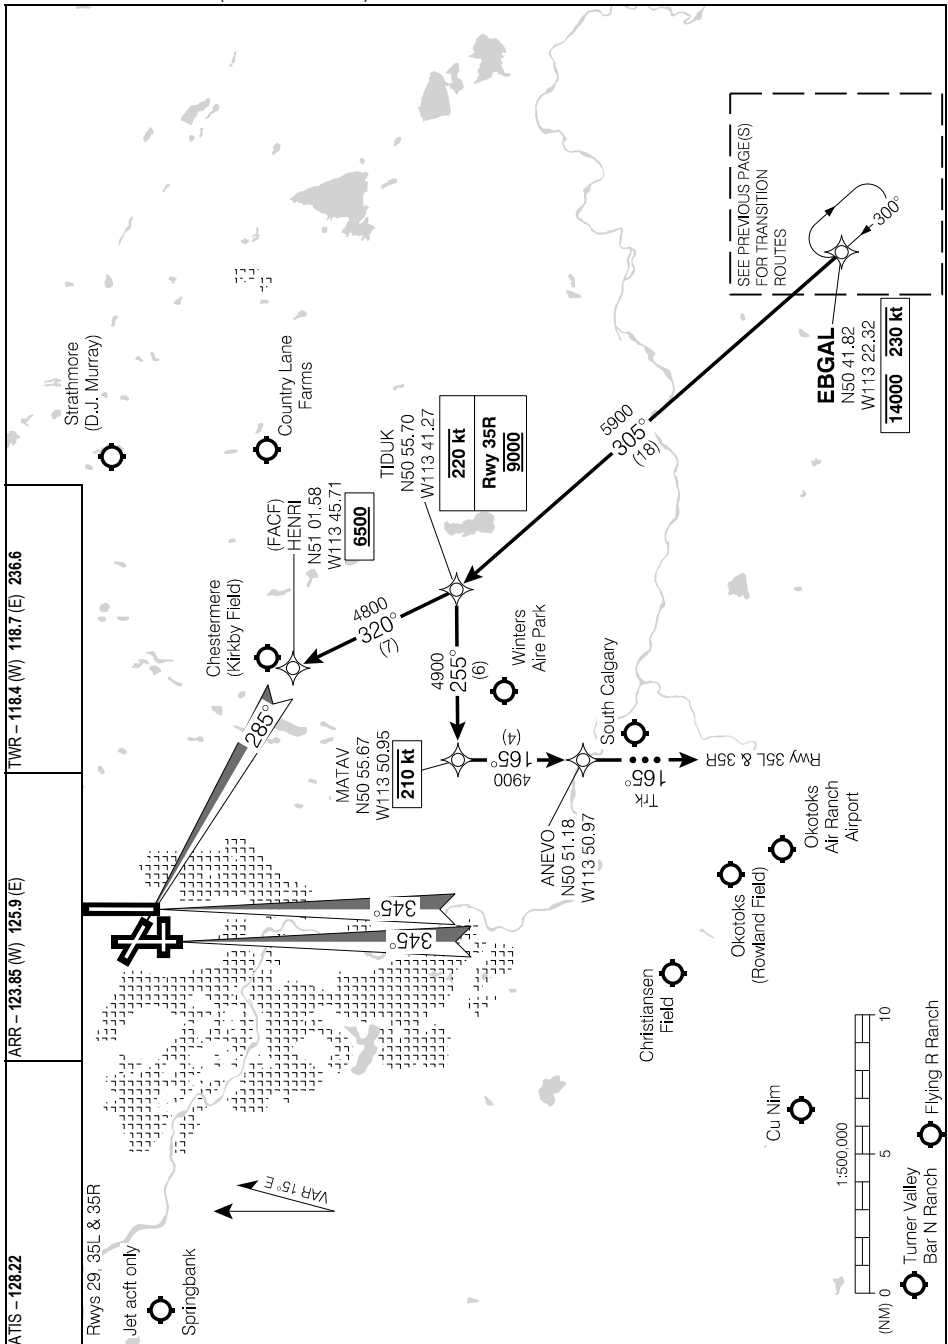 ATIS – 128.22
ARR – 123.85 (W) 125.9 (E)
TWR – 118.4 (W) 118.7 (E) 236.6
Rwys 29, 35L & 35R
Jet acft only
Springbank
VAR 15° E
Strathmore
(D.J. Murray)
Country Lane
Farms
Chestermere
(Kirkby Field)
(FACF)
HENRI
N51 01.58
W113 45.71
6500
285°
345°
345°
4800
320°
(7)
TIDUK
N50 55.70
W113 41.27
220 kt
Rwy 35R
9000
4900
255°
(6)
Winters
Aire Park
MATAV
N50 55.67
W113 50.95
210 kt
4900
165°
(4)
ANEVO
N50 51.18
W113 50.97
South Calgary
Trk
165°
Rwy 35L & 35R
5900
305°
(18)
SEE PREVIOUS PAGE(S)
FOR TRANSITION
ROUTES
300°
EBGAL
N50 41.82
W113 22.32
14000 230 kt
Okotoks
Air Ranch
Airport
Okotoks
(Rowland Field)
Christiansen
Field
Cu Nim
Flying R Ranch
Turner Valley
Bar N Ranch
1:500,000
(NM) 0 5 10